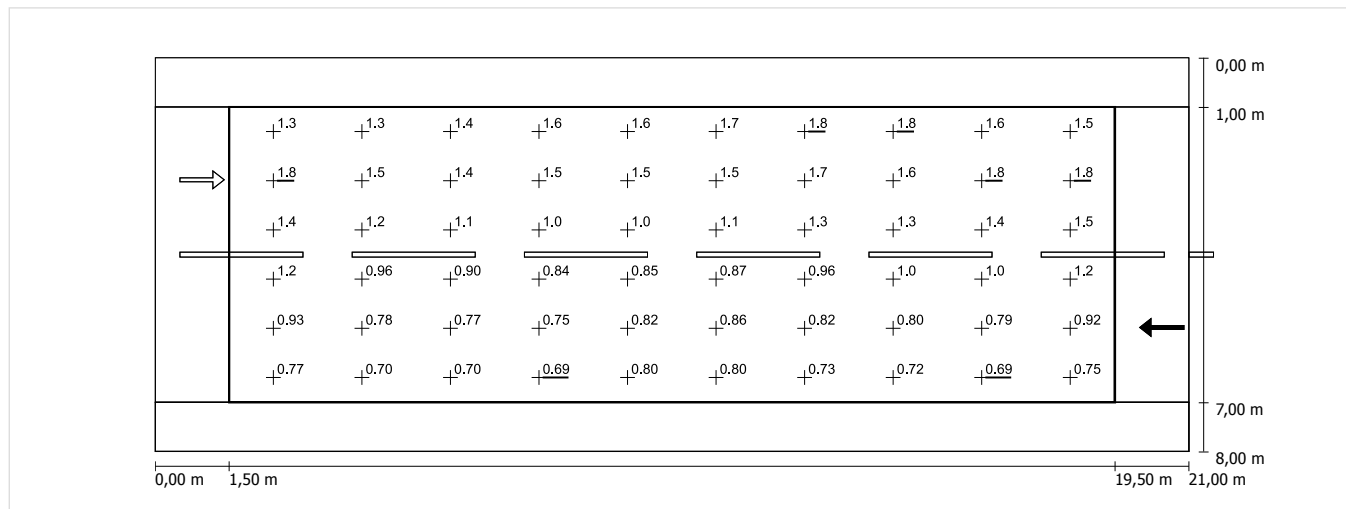 0,00 m
1,00 m
1.3 1.3 1.4 1.6 1.6 1.7 1.8 1.8 1.6 1.5
1.8 1.5 1.4 1.5 1.5 1.5 1.7 1.6 1.8 1.8
1.4 1.2 1.1 1.0 1.0 1.1 1.3 1.3 1.4 1.5
1.2 0.96 0.90 0.84 0.85 0.87 0.96 1.0 1.0 1.2
0.93 0.78 0.77 0.75 0.82 0.86 0.82 0.80 0.79 0.92
0.77 0.70 0.70 0.69 0.80 0.80 0.73 0.72 0.69 0.75
7,00 m
8,00 m
0,00 m 1,50 m 19,50 m 21,00 m